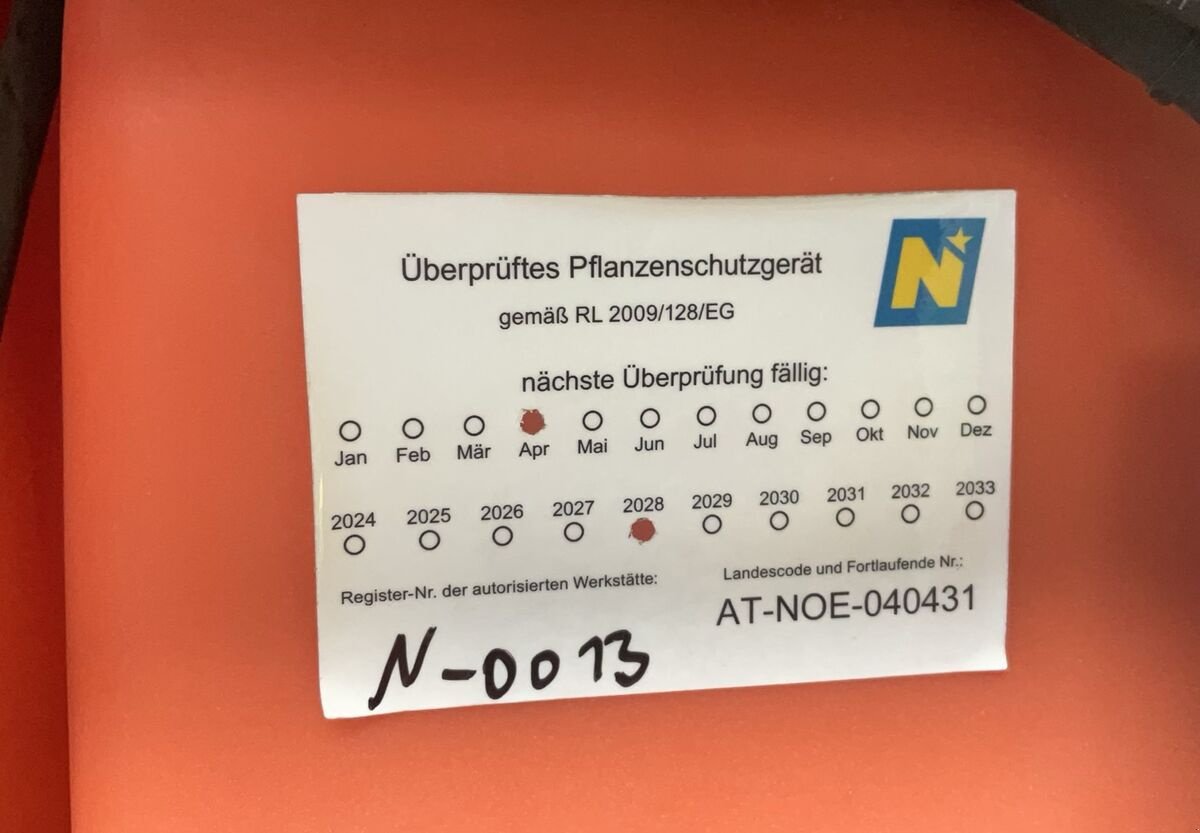 Überprüftes Pflanzenschutzgerät
gemäß RL 2009/128/EG
nächste Überprüfung fällig:
Jan Feb Mär Apr Mai Jun Jul Aug Sep Okt Nov Dez
2024 2025 2026 2027 2028 2029 2030 2031 2032 2033
Register-Nr. der autorisierten Werkstätte:
N-0013
Landescode und Fortlaufende Nr.:
AT-NOE-040431
N